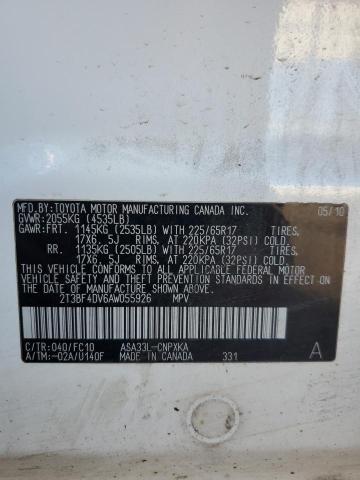 MFD.BY:TOYOTA MOTOR MANUFACTURING CANADA INC. 05/10
GVWR:2055KG (4535LB)
GAWR:FRT. 1145KG (2535LB) WITH 225/65R17 TIRES,
17X6. 5J RIMS, AT 220KPA (32PSI) COLD.
RR. 1135KG (2505LB) WITH 225/65R17 TIRES,
17X6. 5J RIMS, AT 220KPA (32PSI) COLD.
THIS VEHICLE CONFORMS TO ALL APPLICABLE
FEDERAL MOTOR VEHICLE SAFETY STANDARDS IN
EFFECT ON THE DATE OF MANUFACTURE SHOWN ABOVE.
2T3BF4DV6AW055926 MPV
C/TR:040/FC10 ASA33L-CNPXKA A
A/TM:-02A/U140F MADE IN CANADA 331